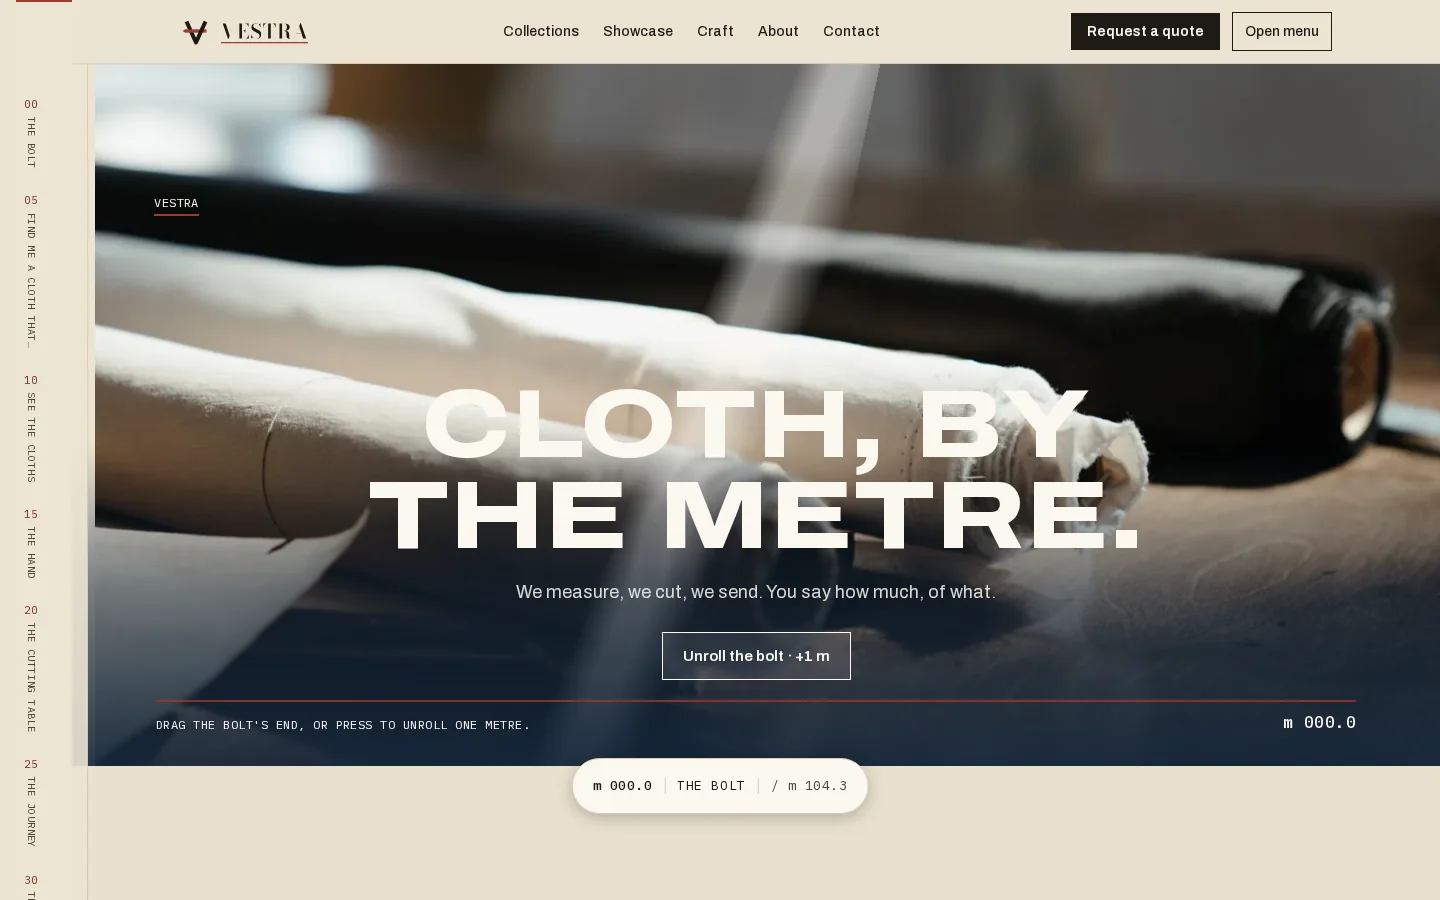 VESTRA
Collections
Showcase
Craft
About
Contact
Request a quote
Open menu
00 THE BOLT
05 FIND ME A CLOTH THAT…
10 SEE THE CLOTHS
15 THE HAND
20 THE CUTTING TABLE
25 THE JOURNEY
30
VESTRA
CLOTH, BY
THE METRE.
We measure, we cut, we send. You say how much, of what.
Unroll the bolt · +1 m
DRAG THE BOLT'S END, OR PRESS TO UNROLL ONE METRE.
m 000.0
m 000.0 | THE BOLT | / m 104.3